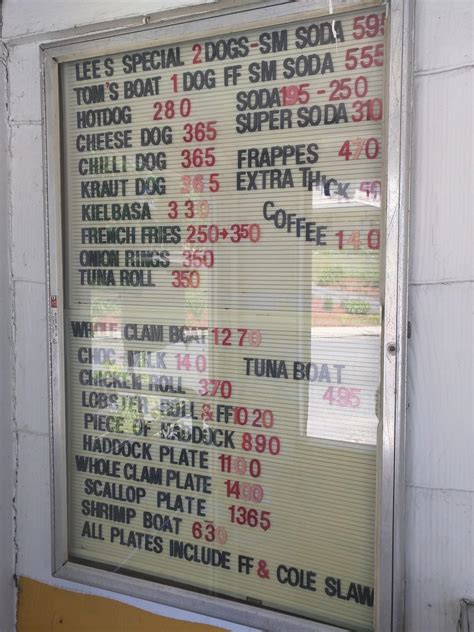 LEE'S SPECIAL 2 DOGS-SM SODA 595
TOM'S BOAT 1 DOG FF SM SODA 555
HOTDOG 280
SODA 195-250
CHEESE DOG 365
SUPER SODA 310
CHILLI DOG 365
FRAPPES 470
KRAUT DOG 365
EXTRA THICK
KIELBASA 330
COFFEE 140
FRENCH FRIES 250→350
ONION RINGS 350
TUNA ROLL 350
WHOLE CLAM BOAT 1270
CHOC MILK 140
TUNA BOAT
495
CHICKEN ROLL 370
LOBSTER ROLL & FF 1020
PIECE OF HADDOCK 890
HADDOCK PLATE 1100
WHOLE CLAM PLATE 1400
SCALLOP PLATE 1365
SHRIMP BOAT 630
ALL PLATES INCLUDE FF & COLE SLAW